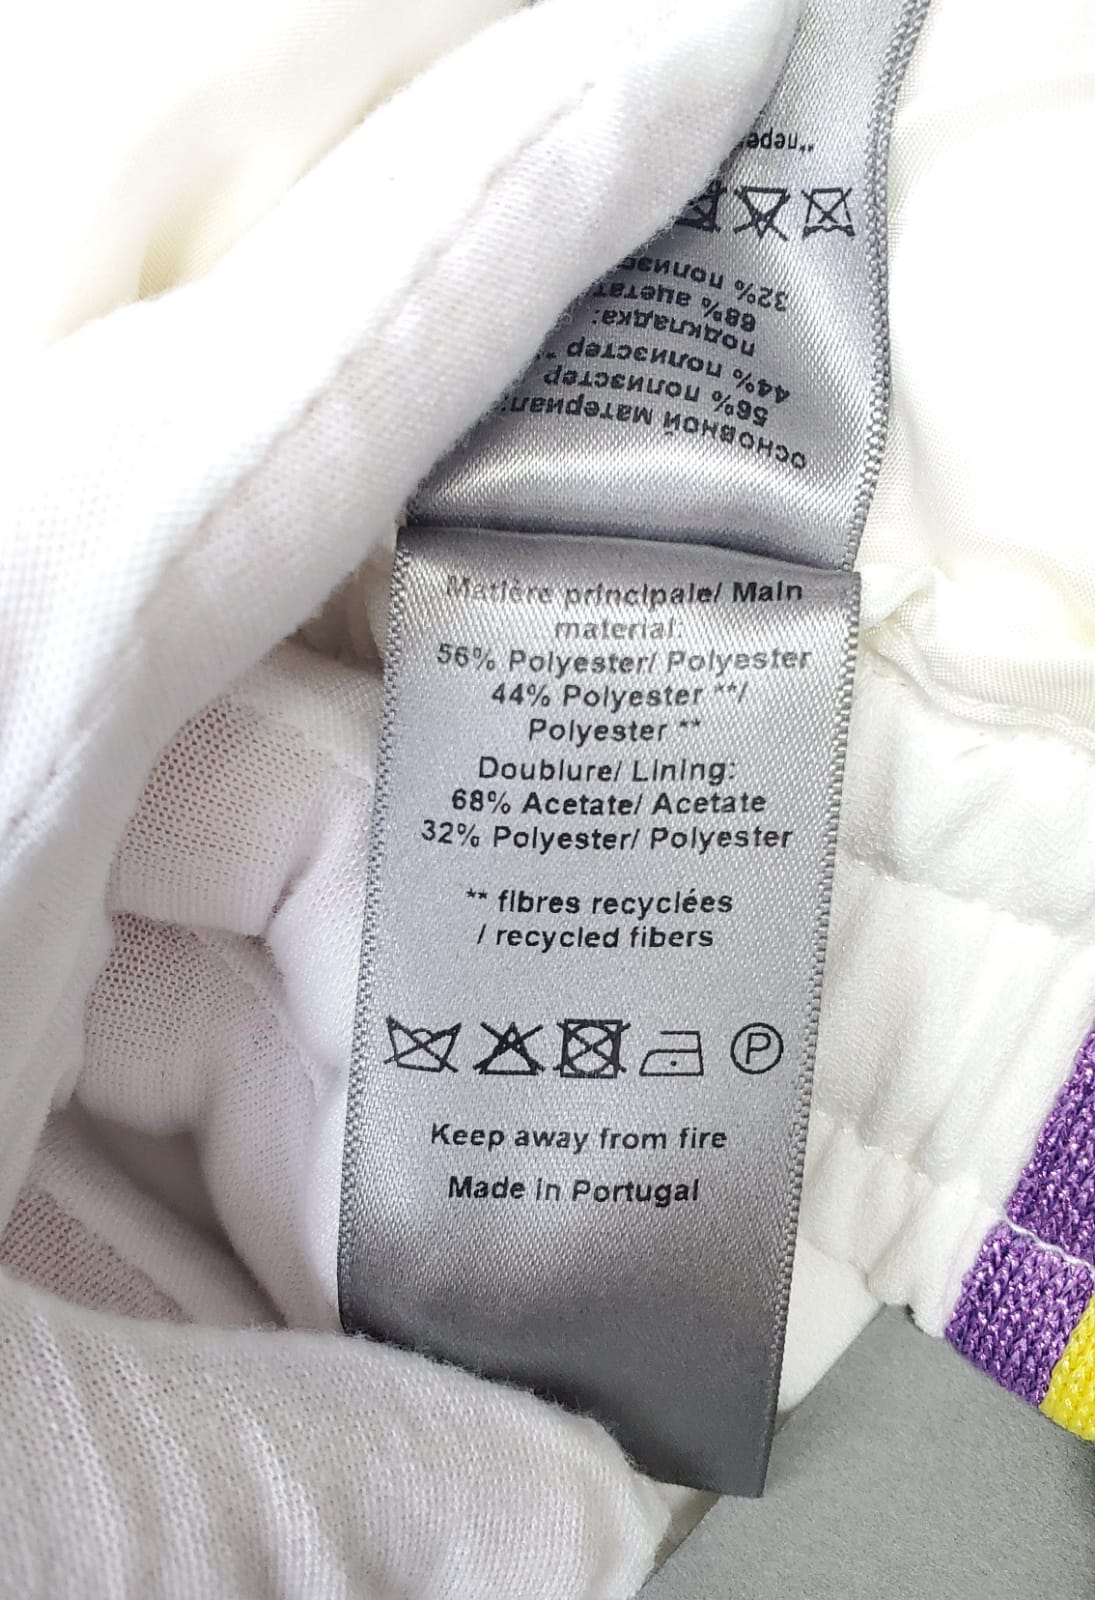 Matière principale/ Main
material:
56% Polyester/ Polyester
44% Polyester **/
Polyester **
Doublure/ Lining:
68% Acetate/ Acetate
32% Polyester/ Polyester
** fibres recyclées
/ recycled fibers
P
Keep away from fire
Made in Portugal
основной материал:
56% полиэстер
44% полиэстер *
подкладка:
68% ацетат
32%